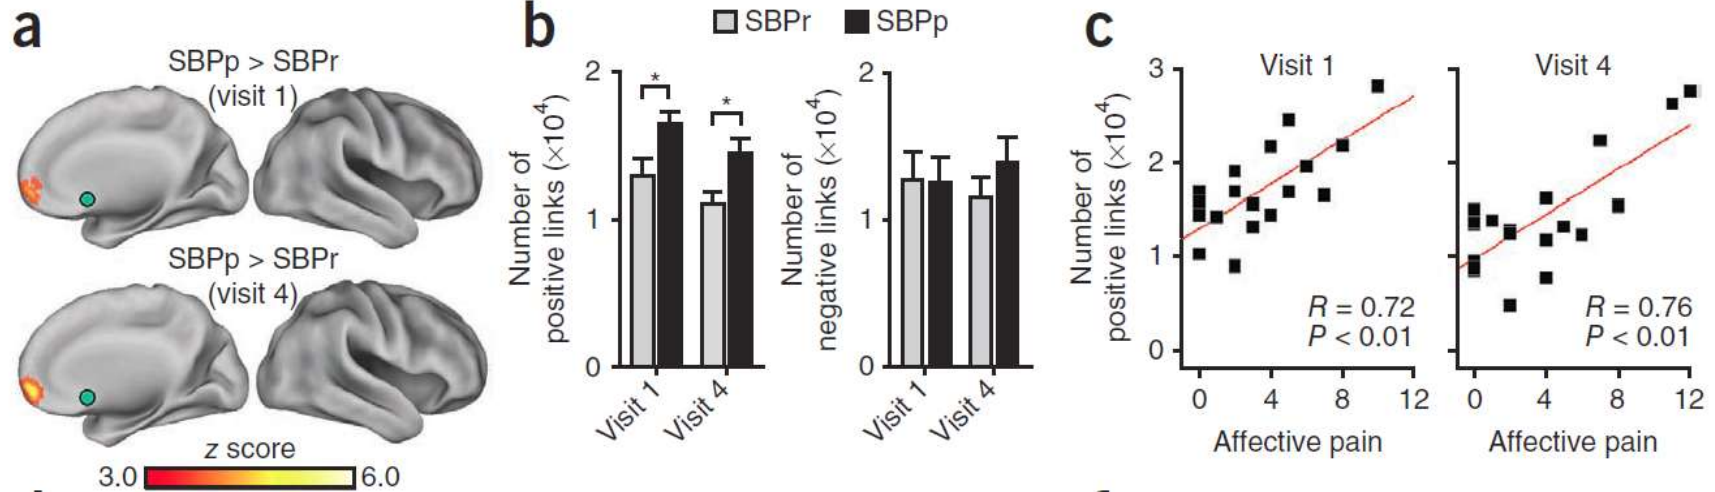 a
SBPp > SBPr
(visit 1)
SBPp > SBPr
(visit 4)
z score
3.0
6.0
b
SBPr
SBPp
Number of
positive links (×10⁴)
2
1
0
*
*
Visit 1
Visit 4
Number of
negative links (×10⁴)
2
1
0
Visit 1
Visit 4
c
Number of
positive links (×10⁴)
3
2
1
0
Visit 1
R = 0.72
P < 0.01
0 4 8 12
Affective pain
Visit 4
R = 0.76
P < 0.01
0 4 8 12
Affective pain